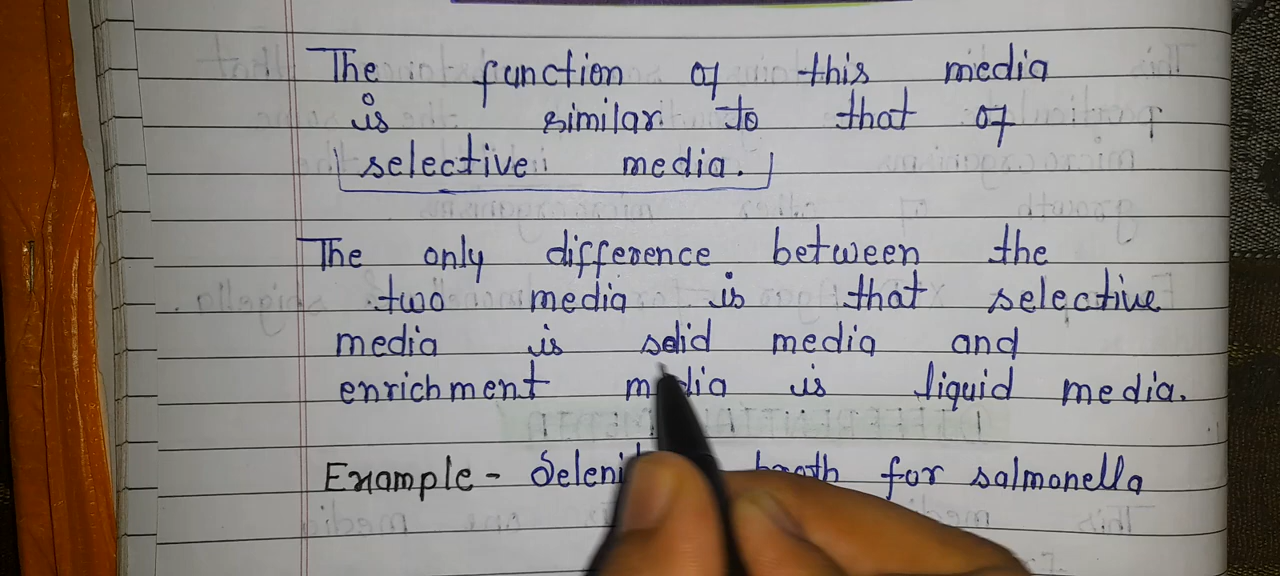 The function of this media
is similar to that of
selective media.
The only difference between the
two media is that selective
media is solid media and
enrichment media is liquid media.
Example - for salmonella